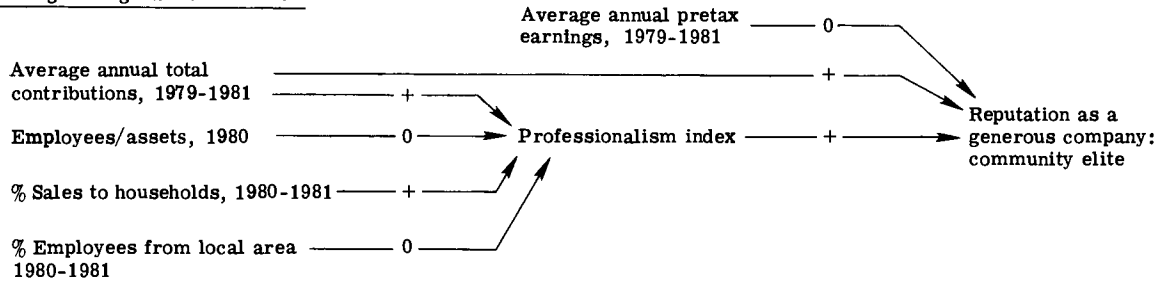 Average annual pretax
earnings, 1979-1981
0
Average annual total
contributions, 1979-1981
+
+
Reputation as a
generous company:
community elite
Employees/assets, 1980
0
Professionalism index
+
% Sales to households, 1980-1981
+
% Employees from local area
1980-1981
0